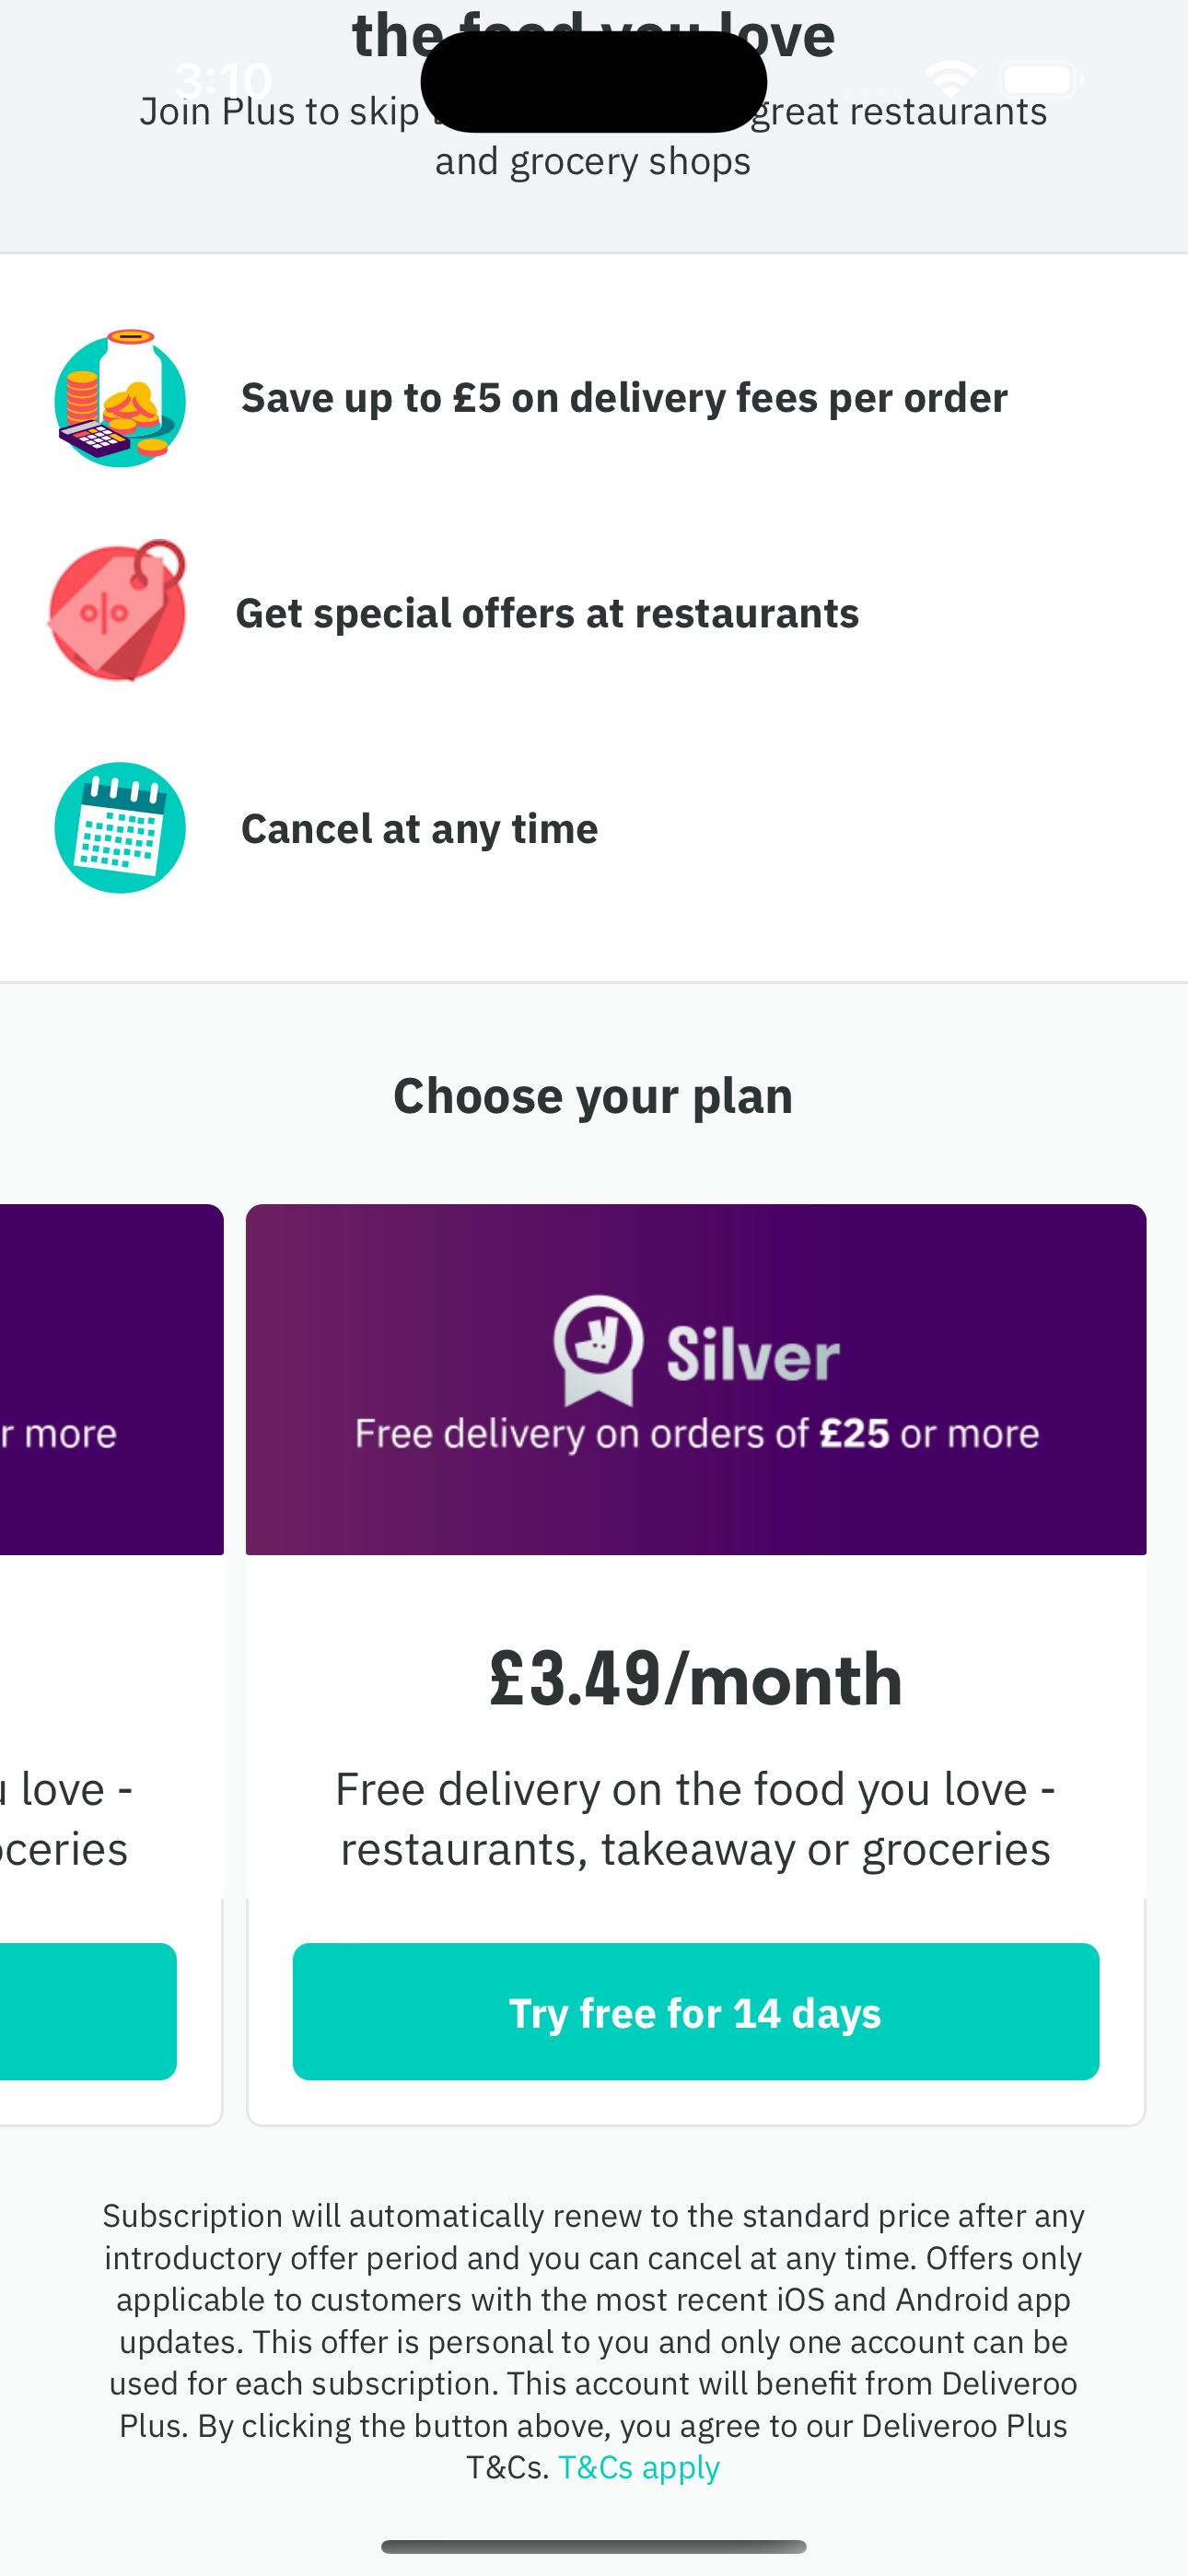 the food you love
3:10
Join Plus to skip great restaurants
and grocery shops
Save up to £5 on delivery fees per order
Get special offers at restaurants
Cancel at any time
Choose your plan
Silver
r more
Free delivery on orders of £25 or more
£3.49/month
u love -
Free delivery on the food you love -
oceries
restaurants, takeaway or groceries
Try free for 14 days
Subscription will automatically renew to the standard price after any
introductory offer period and you can cancel at any time. Offers only
applicable to customers with the most recent iOS and Android app
updates. This offer is personal to you and only one account can be
used for each subscription. This account will benefit from Deliveroo
Plus. By clicking the button above, you agree to our Deliveroo Plus
T&Cs. T&Cs apply